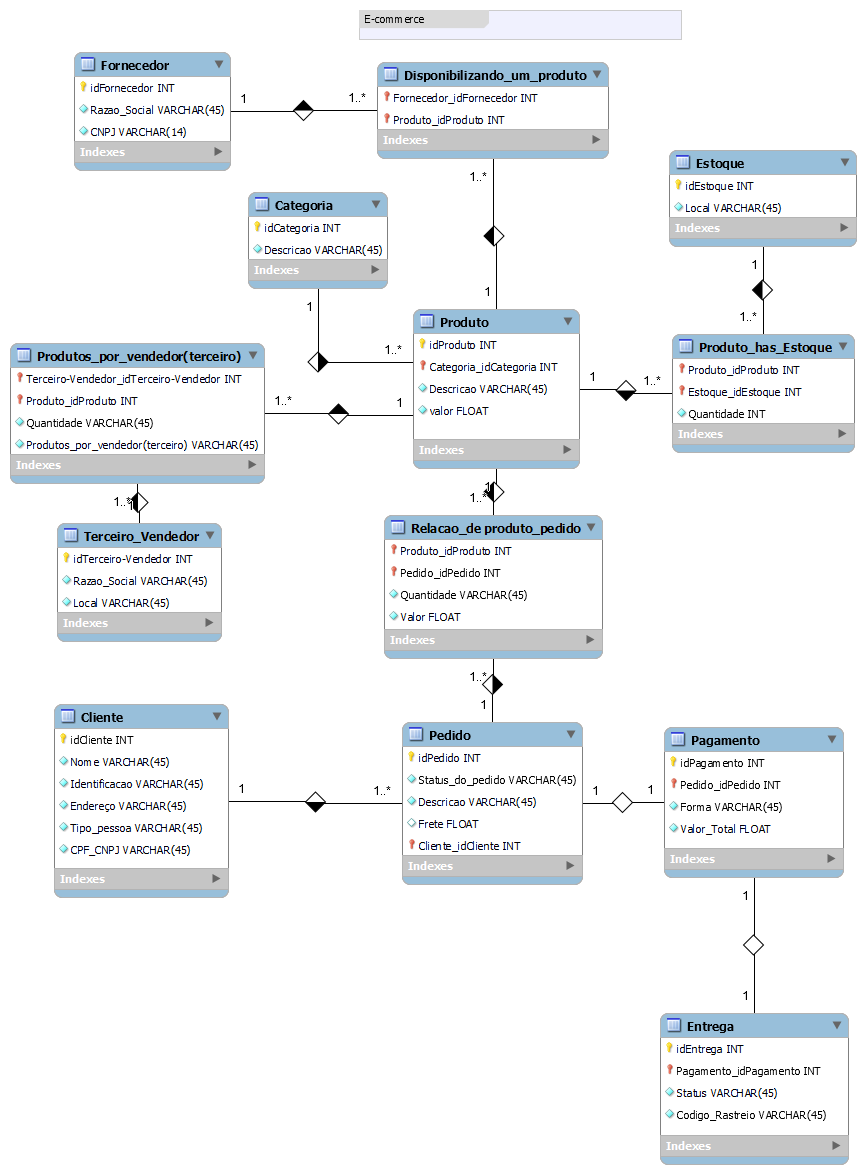 E-commerce
Fornecedor
idFornecedor INT
Razao_Social VARCHAR(45)
CNPJ VARCHAR(14)
Indexes
1
1..*
Disponibilizando_um_produto
Fornecedor_idFornecedor INT
Produto_idProduto INT
Indexes
1..*
1
Estoque
idEstoque INT
Local VARCHAR(45)
Indexes
1
1..*
Categoria
idCategoria INT
Descricao VARCHAR(45)
Indexes
1
1..*
Produto
idProduto INT
Categoria_idCategoria INT
Descricao VARCHAR(45)
valor FLOAT
Indexes
1
1..*
Produto_has_Estoque
Produto_idProduto INT
Estoque_idEstoque INT
Quantidade INT
Indexes
Produtos_por_vendedor(terceiro)
Terceiro-Vendedor_idTerceiro-Vendedor INT
Produto_idProduto INT
Quantidade VARCHAR(45)
Produtos_por_vendedor(terceiro) VARCHAR(45)
Indexes
1..*
1
1..*
1
Terceiro_Vendedor
idTerceiro-Vendedor INT
Razao_Social VARCHAR(45)
Local VARCHAR(45)
Indexes
1
1..*
Relacao_de produto_pedido
Produto_idProduto INT
Pedido_idPedido INT
Quantidade VARCHAR(45)
Valor FLOAT
Indexes
1..*
1
Cliente
idCliente INT
Nome VARCHAR(45)
Identificacao VARCHAR(45)
Endereço VARCHAR(45)
Tipo_pessoa VARCHAR(45)
CPF_CNPJ VARCHAR(45)
Indexes
1
1..*
Pedido
idPedido INT
Status_do_pedido VARCHAR(45)
Descricao VARCHAR(45)
Frete FLOAT
Cliente_idCliente INT
Indexes
1
1
Pagamento
idPagamento INT
Pedido_idPedido INT
Forma VARCHAR(45)
Valor_Total FLOAT
Indexes
1
1
Entrega
idEntrega INT
Pagamento_idPagamento INT
Status VARCHAR(45)
Codigo_Rastreio VARCHAR(45)
Indexes